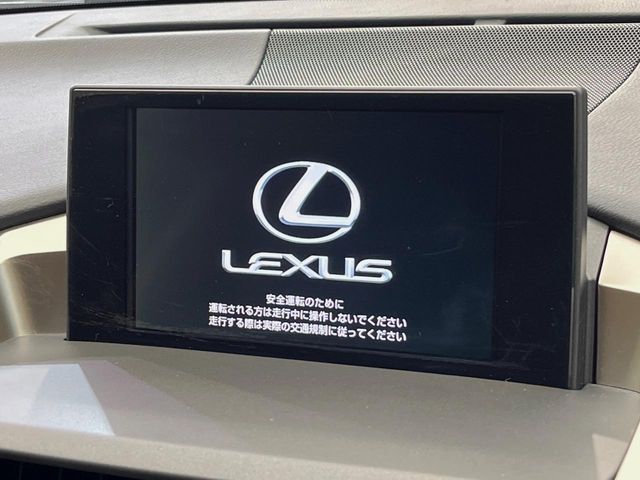 LEXUS
安全運転のために
運転される方は走行中に操作しないでください
走行する際は実際の交通規制に従ってください